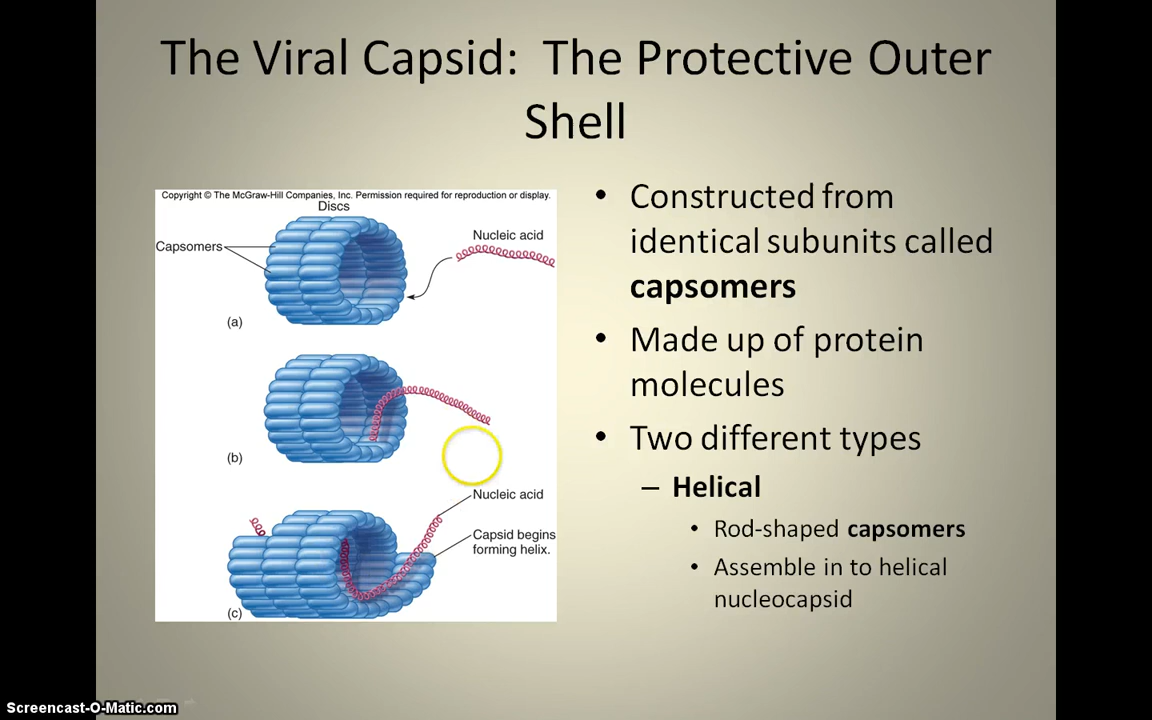 The Viral Capsid: The Protective Outer
Shell
Copyright © The McGraw-Hill Companies, Inc. Permission required for reproduction or display.
Discs
Capsomers
Nucleic acid
(a)
(b)
Nucleic acid
Capsid begins
forming helix.
(c)
• Constructed from
identical subunits called
capsomers
• Made up of protein
molecules
• Two different types
– Helical
• Rod-shaped capsomers
• Assemble in to helical
nucleocapsid
Screencast-O-Matic.com